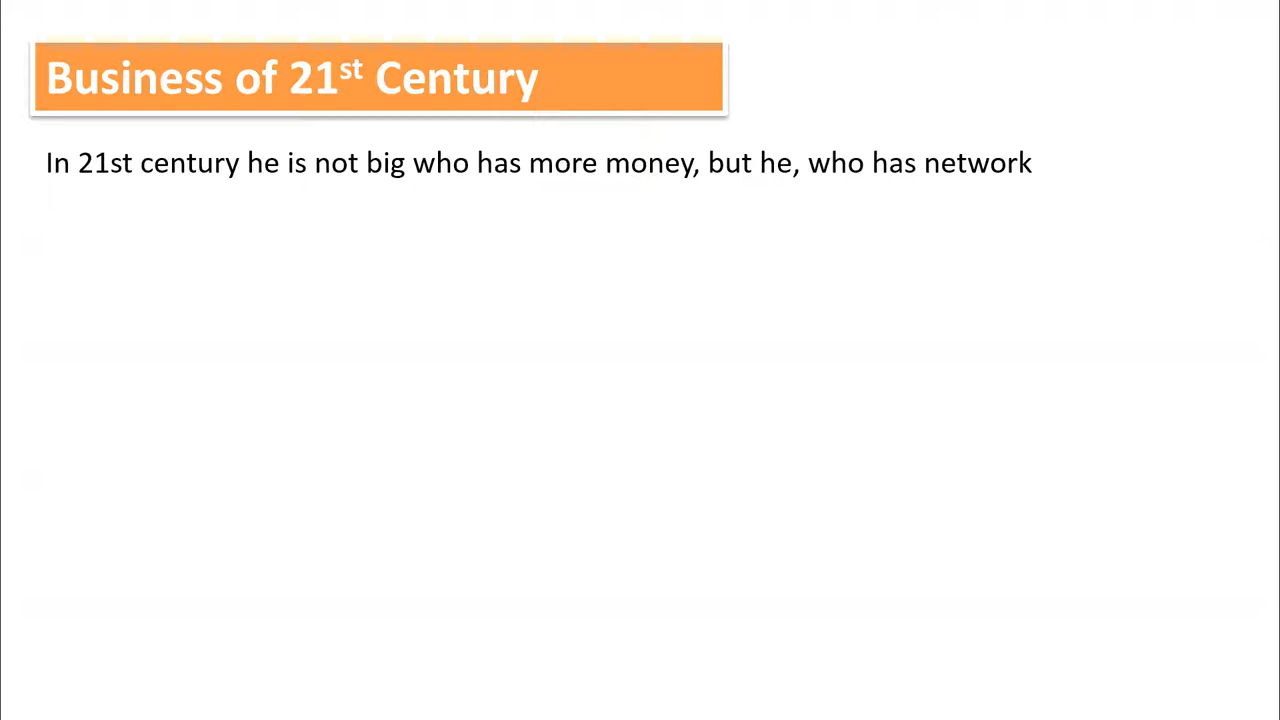 Business of 21st Century
In 21st century he is not big who has more money, but he, who has network